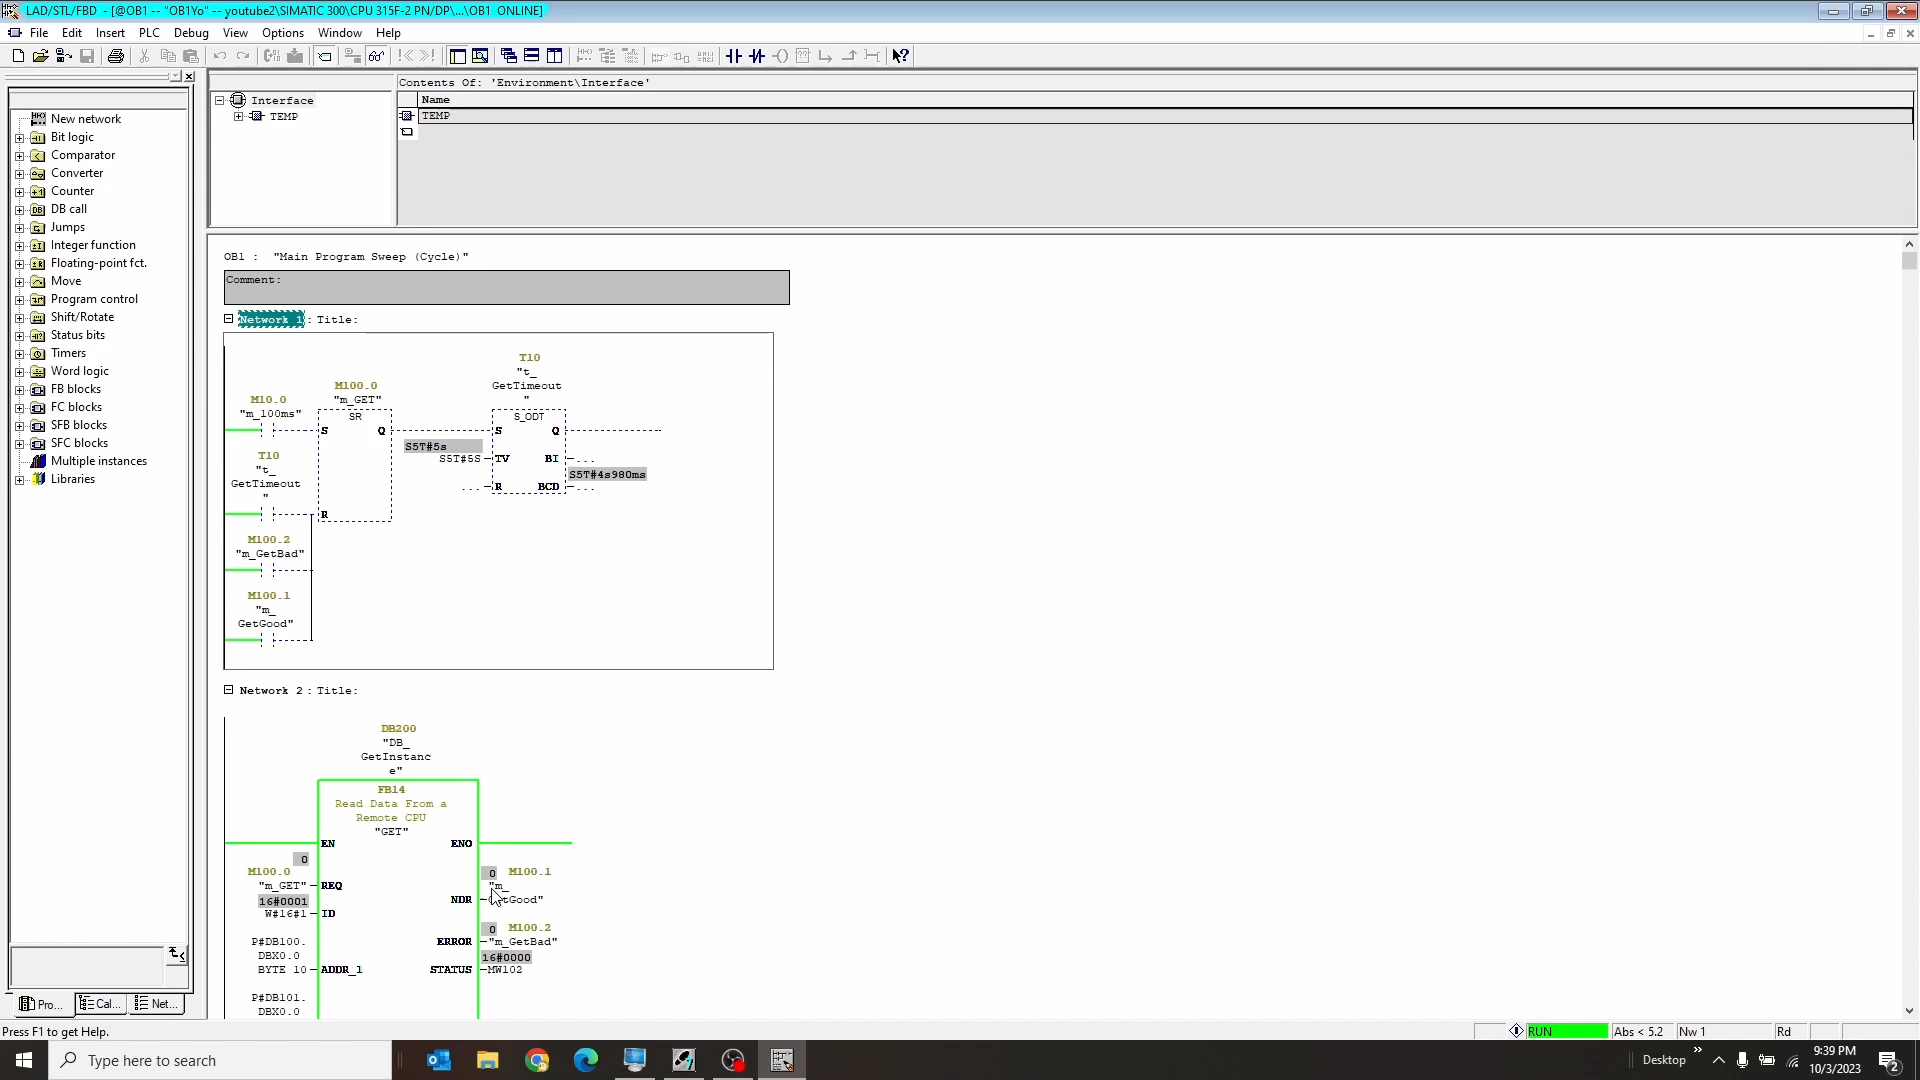 LAD/STL/FBD - [@OB1 -- "OB1Yo" -- youtube2\SIMATIC 300\CPU 315F-2 PN/DP\...\OB1 ONLINE]
File Edit Insert PLC Debug View Options Window Help
New network
Bit logic
Comparator
Converter
Counter
DB call
Jumps
Integer function
Floating-point fct.
Move
Program control
Shift/Rotate
Status bits
Timers
Word logic
FB blocks
FC blocks
SFB blocks
SFC blocks
Multiple instances
Libraries
Pro... Cal... Net...
Interface
TEMP
Contents Of: 'Environment\Interface'
Name
TEMP
OB1 : "Main Program Sweep (Cycle)"
Comment:
Network 1: Title:
T10
"t_
GetTimeout
"
M100.0
"m_GET"
M10.0
"m_100ms"
SR
S_ODT
S Q
S Q
S5T#5s
S5T#5S
TV BI
...
S5T#4s980ms
... R BCD ...
T10
"t_
GetTimeout
"
R
M100.2
"m_GetBad"
M100.1
"m_
GetGood"
Network 2: Title:
DB200
"DB_
GetInstanc
e"
FB14
Read Data From a
Remote CPU
"GET"
EN ENO
0
M100.0
"m_GET" REQ
0 M100.1
"m_
NDR GetGood"
16#0001
W#16#1 ID
0 M100.2
ERROR "m_GetBad"
P#DB100.
DBX0.0
BYTE 10 ADDR_1
16#0000
STATUS MW102
P#DB101.
DBX0.0
Press F1 to get Help.
RUN Abs < 5.2 Nw 1 Rd
Type here to search
Desktop
9:39 PM
10/3/2023
2